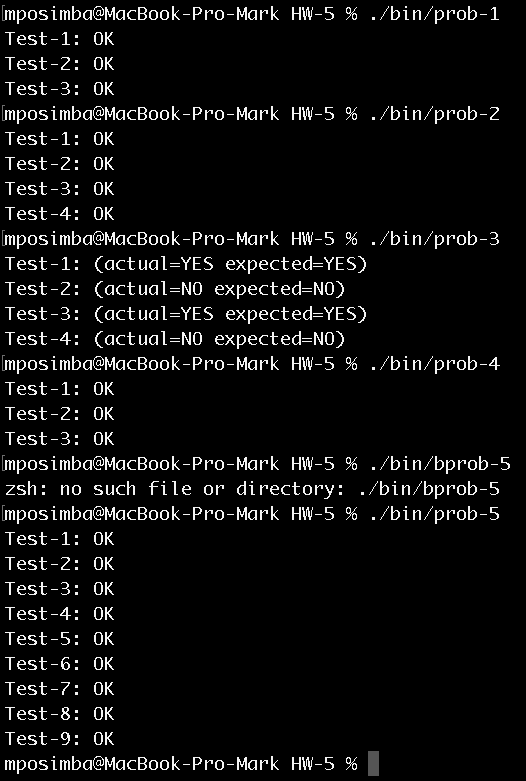 mposimba@MacBook-Pro-Mark HW-5 % ./bin/prob-1
Test-1: OK
Test-2: OK
Test-3: OK
mposimba@MacBook-Pro-Mark HW-5 % ./bin/prob-2
Test-1: OK
Test-2: OK
Test-3: OK
Test-4: OK
mposimba@MacBook-Pro-Mark HW-5 % ./bin/prob-3
Test-1: (actual=YES expected=YES)
Test-2: (actual=NO expected=NO)
Test-3: (actual=YES expected=YES)
Test-4: (actual=NO expected=NO)
mposimba@MacBook-Pro-Mark HW-5 % ./bin/prob-4
Test-1: OK
Test-2: OK
Test-3: OK
mposimba@MacBook-Pro-Mark HW-5 % ./bin/bprob-5
zsh: no such file or directory: ./bin/bprob-5
mposimba@MacBook-Pro-Mark HW-5 % ./bin/prob-5
Test-1: OK
Test-2: OK
Test-3: OK
Test-4: OK
Test-5: OK
Test-6: OK
Test-7: OK
Test-8: OK
Test-9: OK
mposimba@MacBook-Pro-Mark HW-5 %